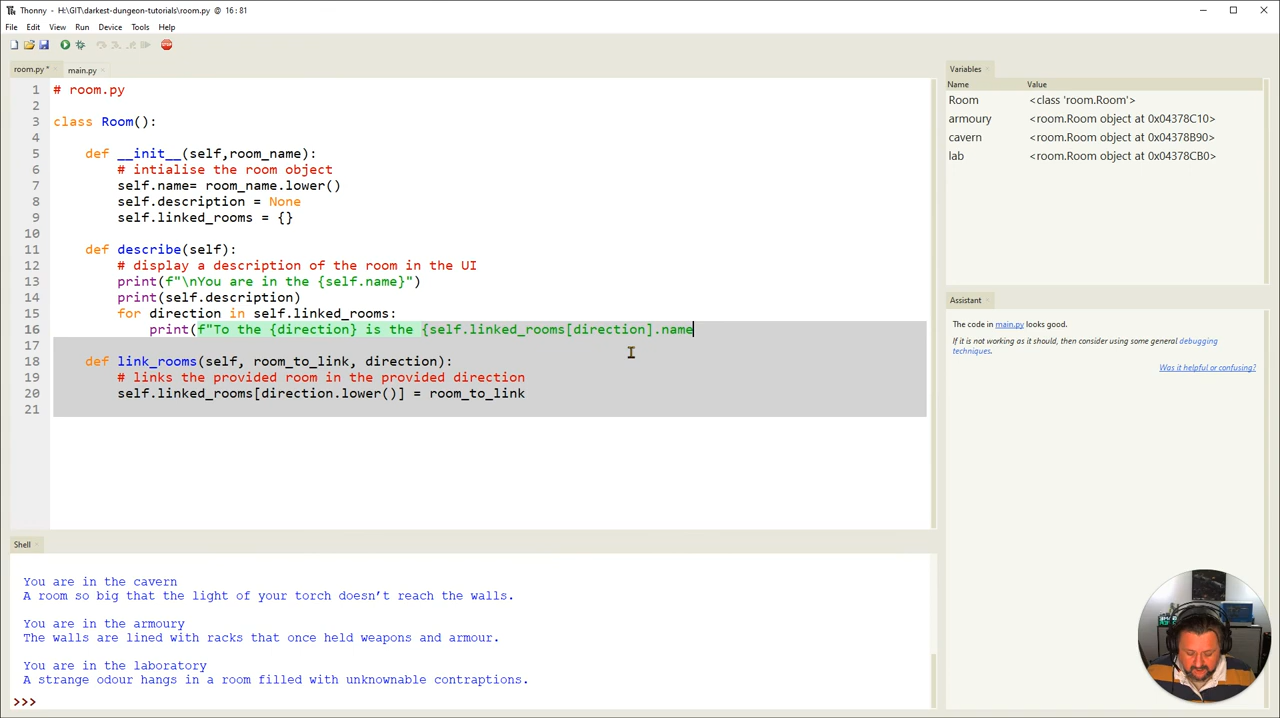 Thonny - H:\GIT\darkest-dungeon-tutorials\room.py @ 16 : 81
File Edit View Run Device Tools Help
room.py *
main.py
1 # room.py
2
3 class Room():
4
5 def __init__(self,room_name):
6 # intialise the room object
7 self.name= room_name.lower()
8 self.description = None
9 self.linked_rooms = {}
10
11 def describe(self):
12 # display a description of the room in the UI
13 print(f"\nYou are in the {self.name}")
14 print(self.description)
15 for direction in self.linked_rooms:
16 print(f"To the {direction} is the {self.linked_rooms[direction].name
17
18 def link_rooms(self, room_to_link, direction):
19 # links the provided room in the provided direction
20 self.linked_rooms[direction.lower()] = room_to_link
21
Shell
You are in the cavern
A room so big that the light of your torch doesn’t reach the walls.
You are in the armoury
The walls are lined with racks that once held weapons and armour.
You are in the laboratory
A strange odour hangs in a room filled with unknownable contraptions.
>>>
Variables
Name Value
Room <class 'room.Room'>
armoury <room.Room object at 0x04378C10>
cavern <room.Room object at 0x04378B90>
lab <room.Room object at 0x04378CB0>
Assistant
The code in main.py looks good.
If it is not working as it should, then consider using some general debugging
techniques.
Was it helpful or confusing?